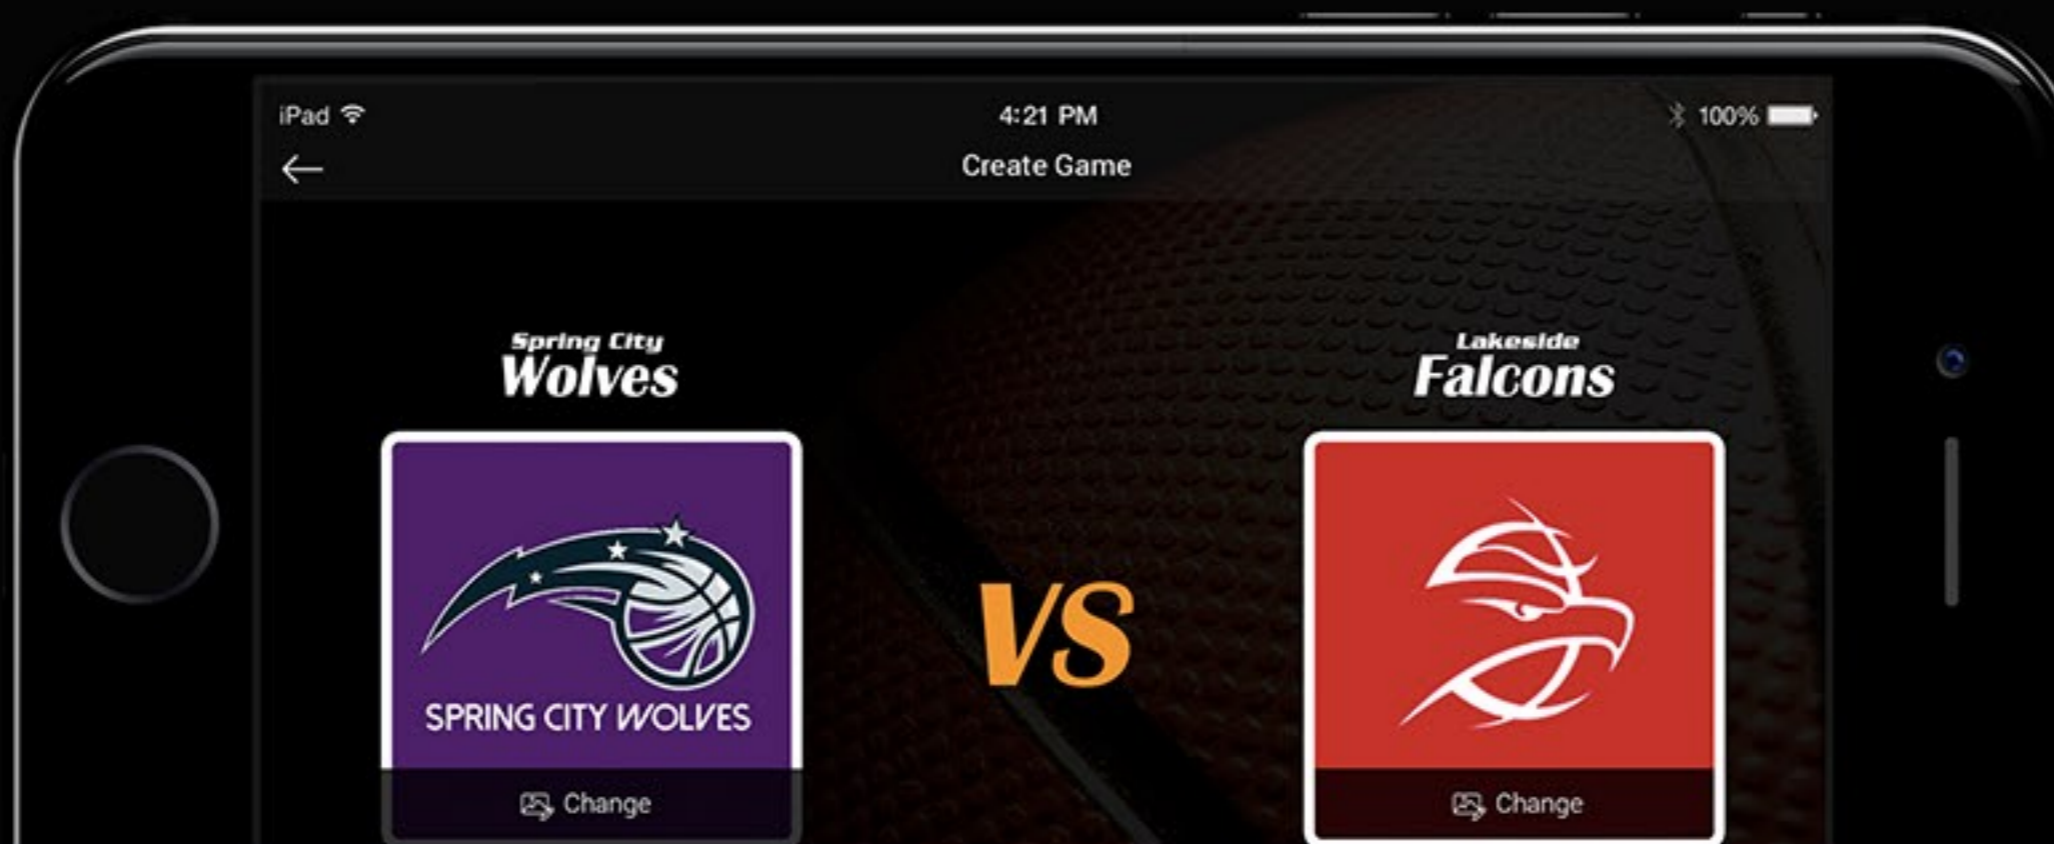 iPad 4:21 PM 100%
Create Game
Spring City
Wolves
Lakeside
Falcons
VS
SPRING CITY WOLVES
Change
Change